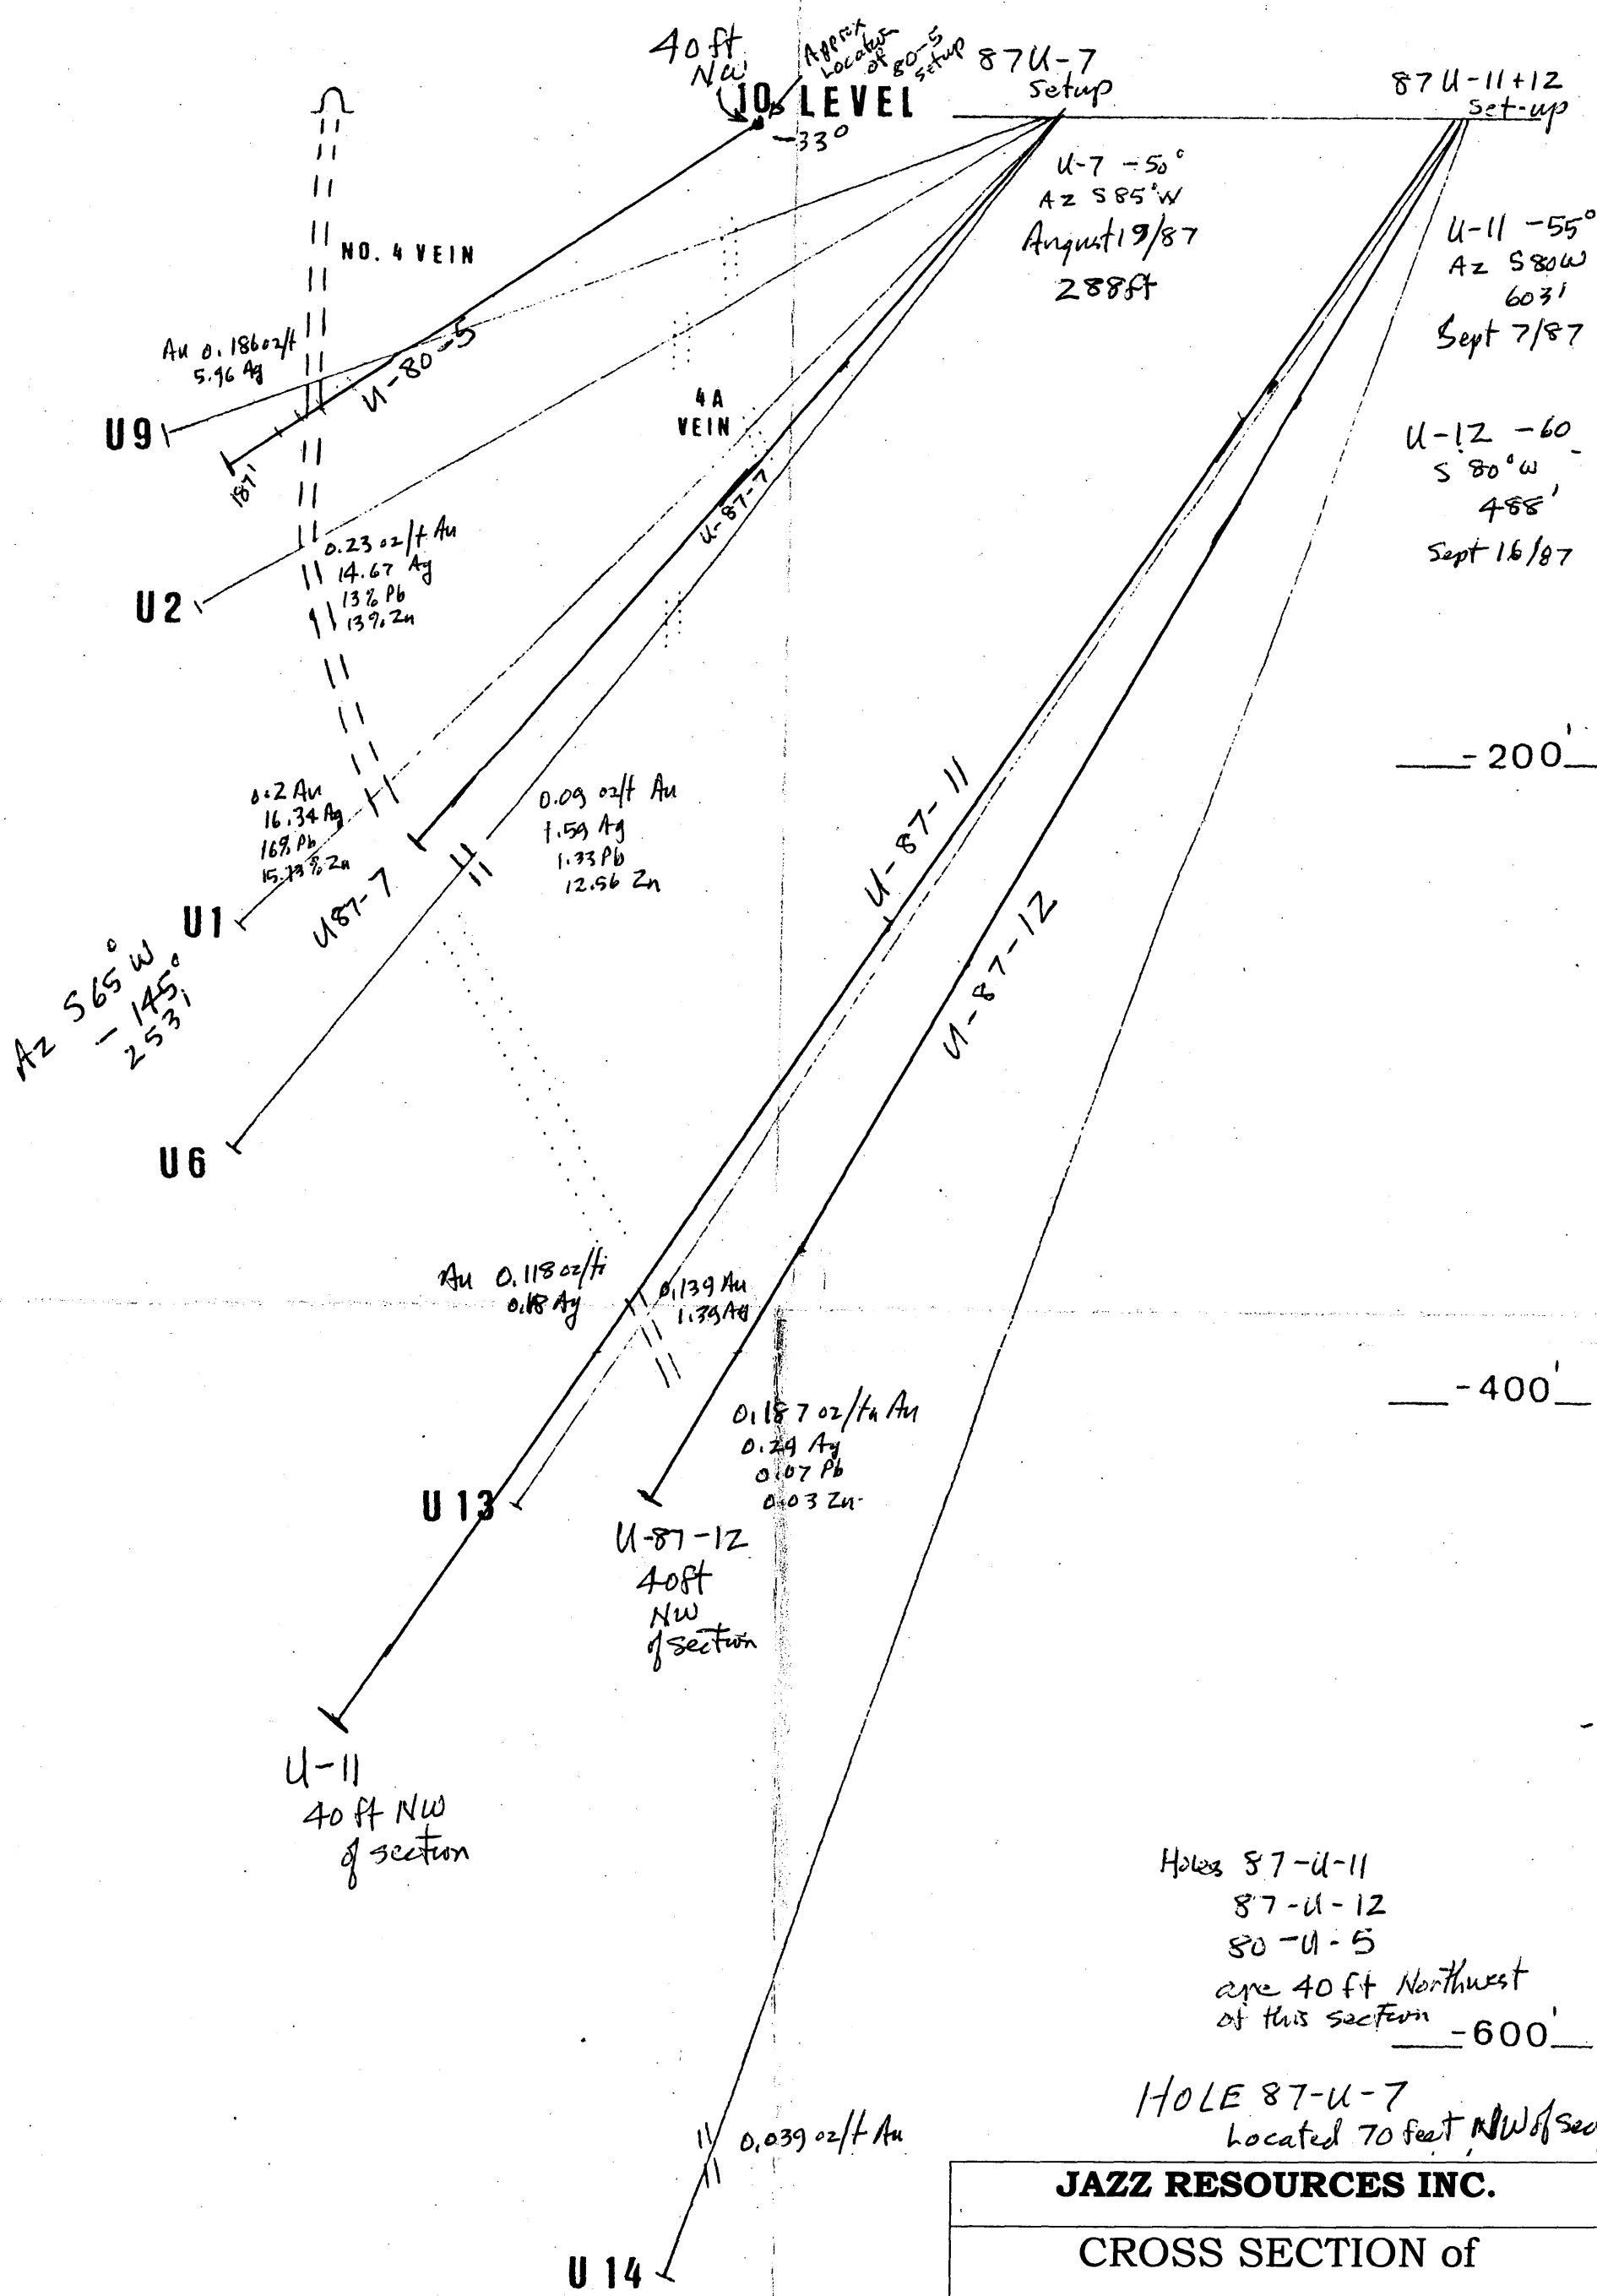 40 ft
NW
Approx
Location
of 80-5
setup
10 LEVEL
-33°
87U-7
Setup
87U-11+12
set-up
U-7 -50°
Az S85°W
August 19/87
288ft
U-11 -55°
Az S80W
603'
Sept 7/87
U-12 -60
S 80°W
488'
Sept 16/87
NO. 4 VEIN
Au 0.186oz/t
5.96 Ag
U9
U-80-5
187'
4A
VEIN
U-87-7
0.23 oz/t Au
14.67 Ag
13% Pb
13% Zn
U2
-200'
0.2 Au
16.34 Ag
16% Pb
15.73% Zn
0.09 oz/t Au
1.59 Ag
1.33 Pb
12.56 Zn
U1
U87-7
Az S65°W
-145°
253'
U-87-11
U-87-12
U6
Au 0.118 oz/t
0.18 Ag
0.139 Au
1.39 Ag
-400'
0.187 oz/tn Au
0.29 Ag
0.07 Pb
0.03 Zn
U13
U-87-12
40ft
NW
of section
U-11
40 ft NW
of section
Holes 87-U-11
87-U-12
80-U-5
are 40 ft Northwest
of this section
-600'
HOLE 87-U-7
Located 70 feet NW of sec
0.039 oz/t Au
JAZZ RESOURCES INC.
CROSS SECTION of
U14